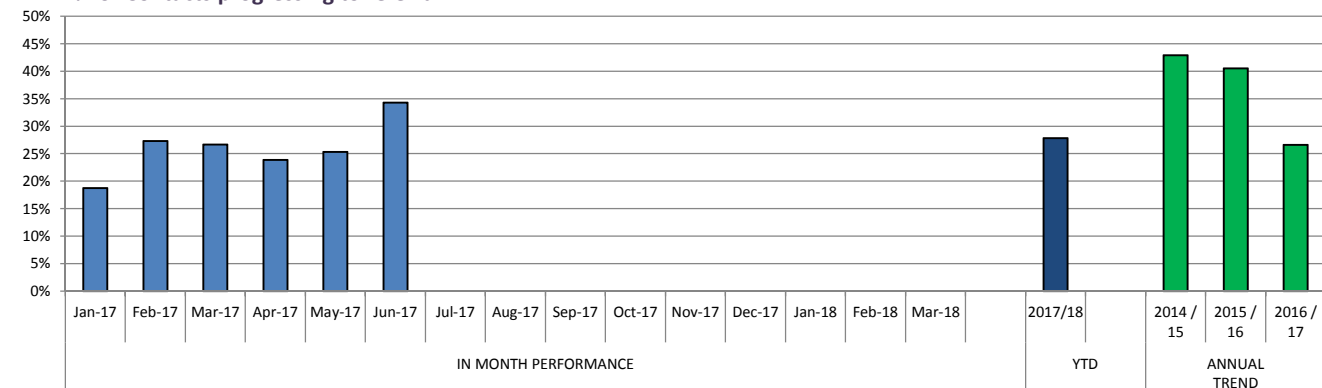 50%
45%
40%
35%
30%
25%
20%
15%
10%
5%
0%
Jan-17 Feb-17 Mar-17 Apr-17 May-17 Jun-17 Jul-17 Aug-17 Sep-17 Oct-17 Nov-17 Dec-17 Jan-18 Feb-18 Mar-18 2017/18 2014 / 2015 / 2016 /
15 16 17
IN MONTH PERFORMANCE YTD ANNUAL
TREND